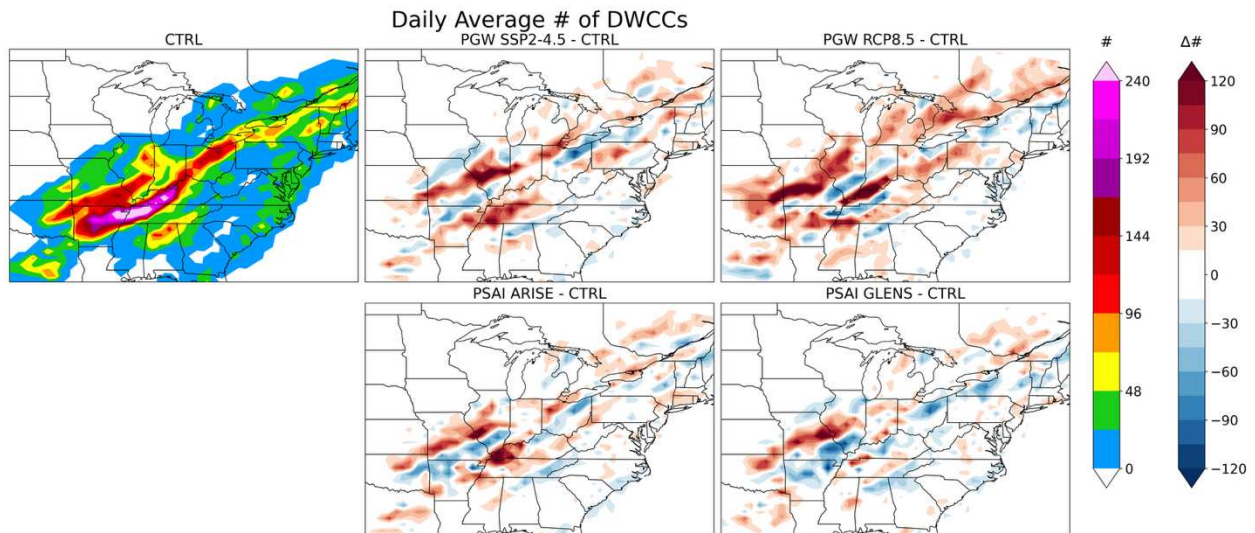 Daily Average # of DWCCs
CTRL
PGW SSP2-4.5 - CTRL
PGW RCP8.5 - CTRL
#
Δ#
240
192
144
96
48
0
120
90
60
30
0
−30
−60
−90
−120
PSAI ARISE - CTRL
PSAI GLENS - CTRL